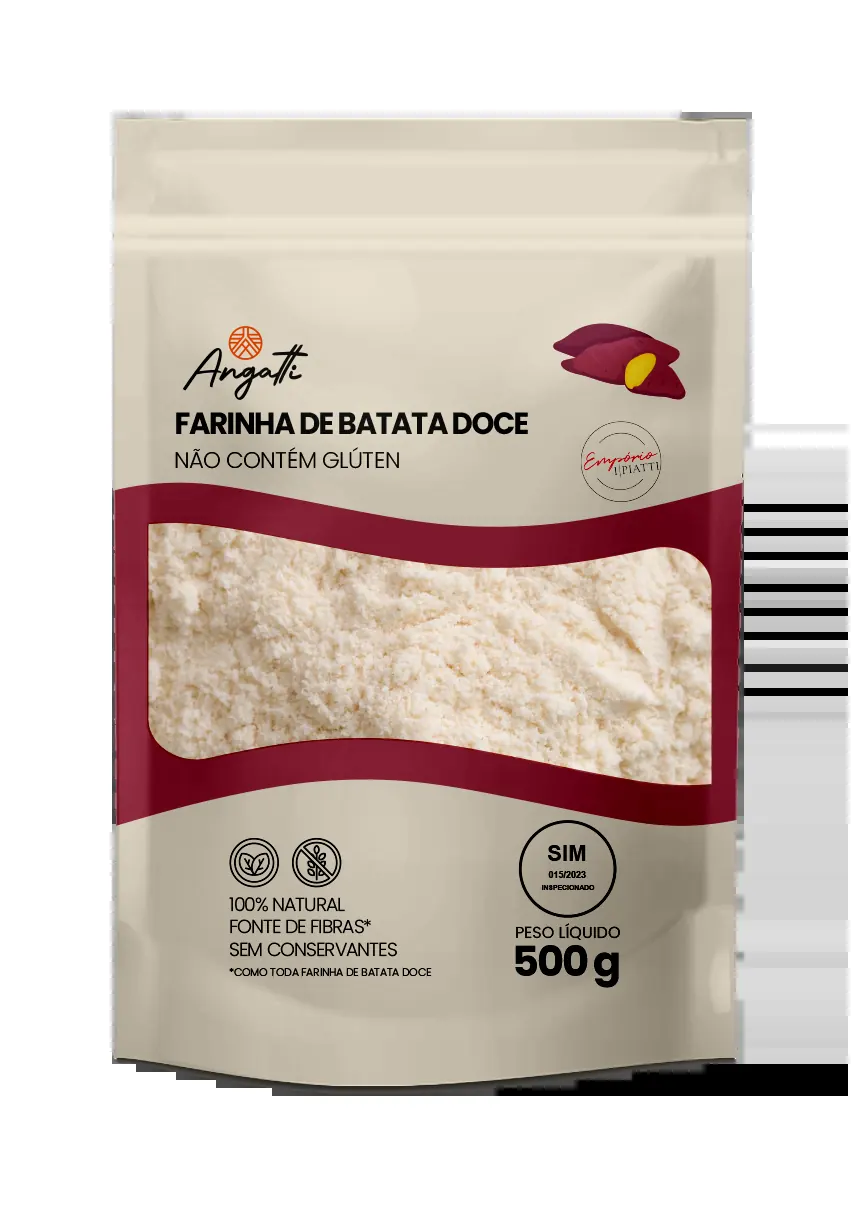 Angatti
FARINHA DE BATATA DOCE
NÃO CONTÉM GLÚTEN
Empório
PIATTI
SIM
015/2023
INSPECIONADO
100% NATURAL
FONTE DE FIBRAS*
SEM CONSERVANTES
*COMO TODA FARINHA DE BATATA DOCE
PESO LÍQUIDO
500 g